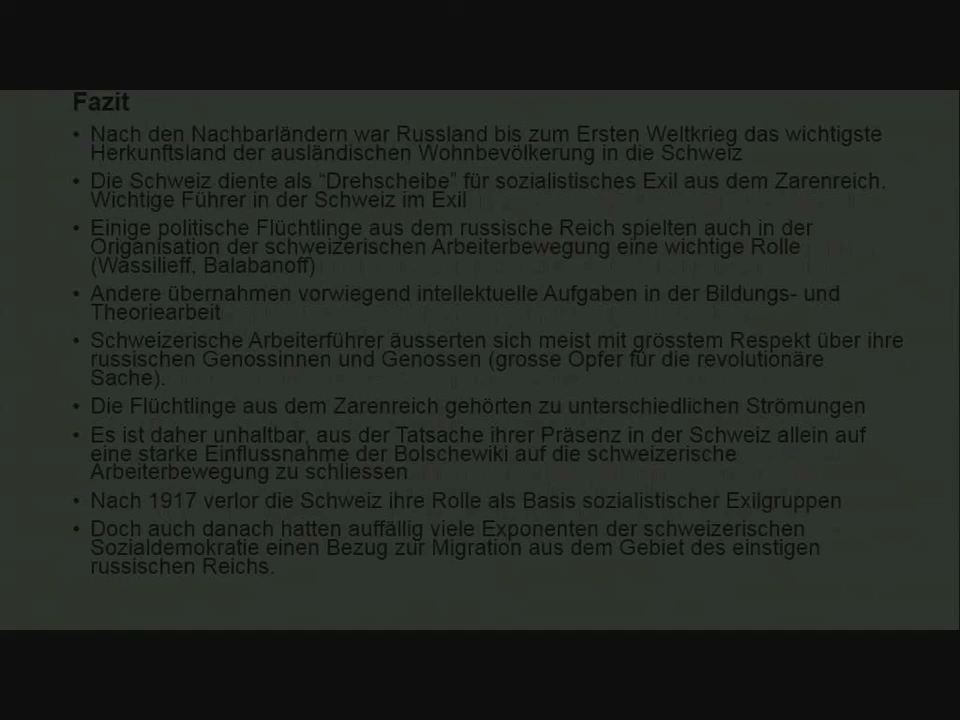 Fazit
• Nach den Nachbarländern war Russland bis zum Ersten Weltkrieg das wichtigste
Herkunftsland der ausländischen Wohnbevölkerung in die Schweiz
• Die Schweiz diente als “Drehscheibe” für sozialistisches Exil aus dem Zarenreich.
Wichtige Führer in der Schweiz im Exil
• Einige politische Flüchtlinge aus dem russische Reich spielten auch in der
Origanisation der schweizerischen Arbeiterbewegung eine wichtige Rolle
(Wassilieff, Balabanoff)
• Andere übernahmen vorwiegend intellektuelle Aufgaben in der Bildungs- und
Theoriearbeit
• Schweizerische Arbeiterführer äusserten sich meist mit grösstem Respekt über ihre
russischen Genossinnen und Genossen (grosse Opfer für die revolutionäre
Sache).
• Die Flüchtlinge aus dem Zarenreich gehörten zu unterschiedlichen Strömungen
• Es ist daher unhaltbar, aus der Tatsache ihrer Präsenz in der Schweiz allein auf
eine starke Einflussnahme der Bolschewiki auf die schweizerische
Arbeiterbewegung zu schliessen
• Nach 1917 verlor die Schweiz ihre Rolle als Basis sozialistischer Exilgruppen
• Doch auch danach hatten auffällig viele Exponenten der schweizerischen
Sozialdemokratie einen Bezug zur Migration aus dem Gebiet des einstigen
russischen Reichs.